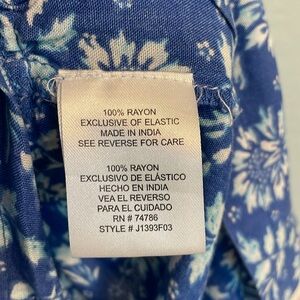 100% RAYON
EXCLUSIVE OF ELASTIC
MADE IN INDIA
SEE REVERSE FOR CARE
100% RAYON
EXCLUSIVO DE ELÁSTICO
HECHO EN INDIA
VEA EL REVERSO
PARA EL CUIDADO
RN # 74786
STYLE # J1393F03